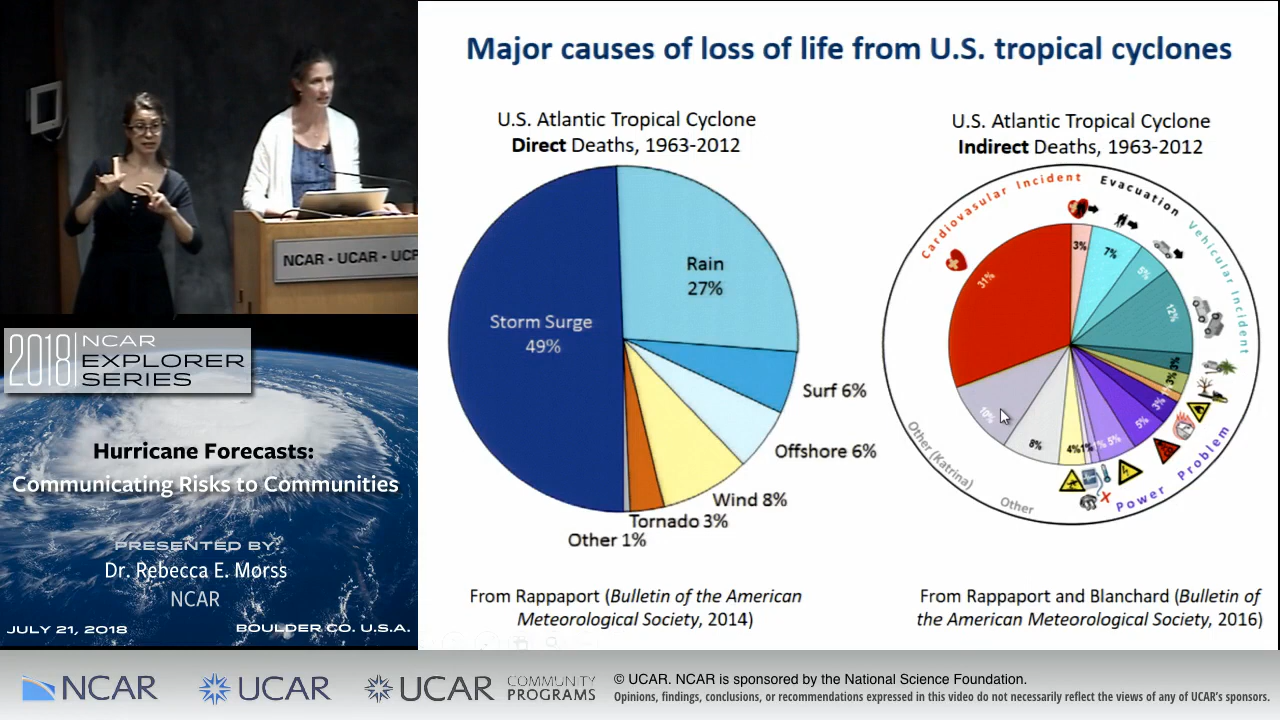 Major causes of loss of life from U.S. tropical cyclones
U.S. Atlantic Tropical Cyclone
Direct Deaths, 1963-2012
Storm Surge
49%
Rain
27%
Surf 6%
Offshore 6%
Wind 8%
Tornado 3%
Other 1%
From Rappaport (Bulletin of the American
Meteorological Society, 2014)
U.S. Atlantic Tropical Cyclone
Indirect Deaths, 1963-2012
Cardiovasular Incident
Evacuation
Vehicular Incident
Power Problem
Other
Other (Katrina)
31%
3%
7%
5%
12%
3%
3%
3%
5%
4%
8%
10%
From Rappaport and Blanchard (Bulletin of
the American Meteorological Society, 2016)
NCAR • UCAR • UCP
2018 NCAR
EXPLORER
SERIES
Hurricane Forecasts:
Communicating Risks to Communities
PRESENTED BY:
Dr. Rebecca E. Morss
NCAR
JULY 21, 2018
BOULDER CO. U.S.A.
NCAR
UCAR
UCAR
COMMUNITY
PROGRAMS
© UCAR. NCAR is sponsored by the National Science Foundation.
Opinions, findings, conclusions, or recommendations expressed in this video do not necessarily reflect the views of any of UCAR's sponsors.